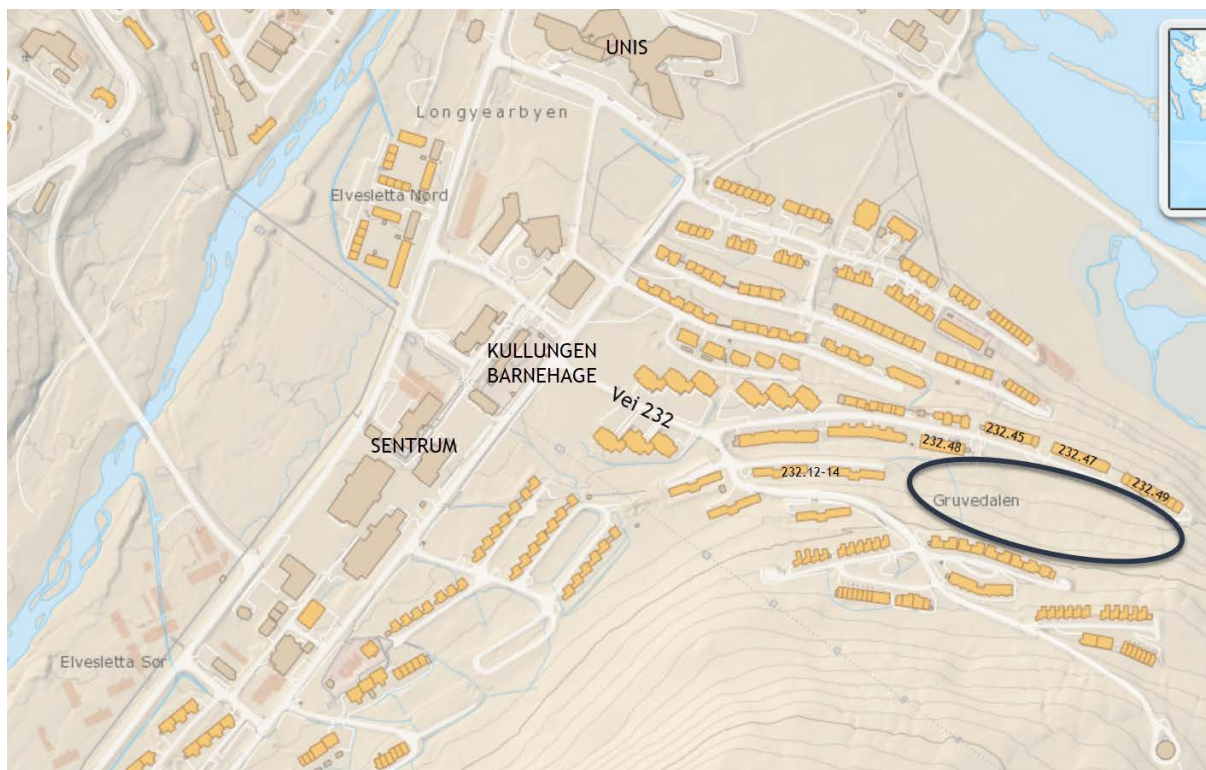 UNIS
Longyearbyen
Elvesletta Nord
KULLUNGEN
BARNEHAGE
Vei 232
SENTRUM
232.48
232.45
232.47
232.49
232.12-14
Gruvedalen
Elvesletta Sør